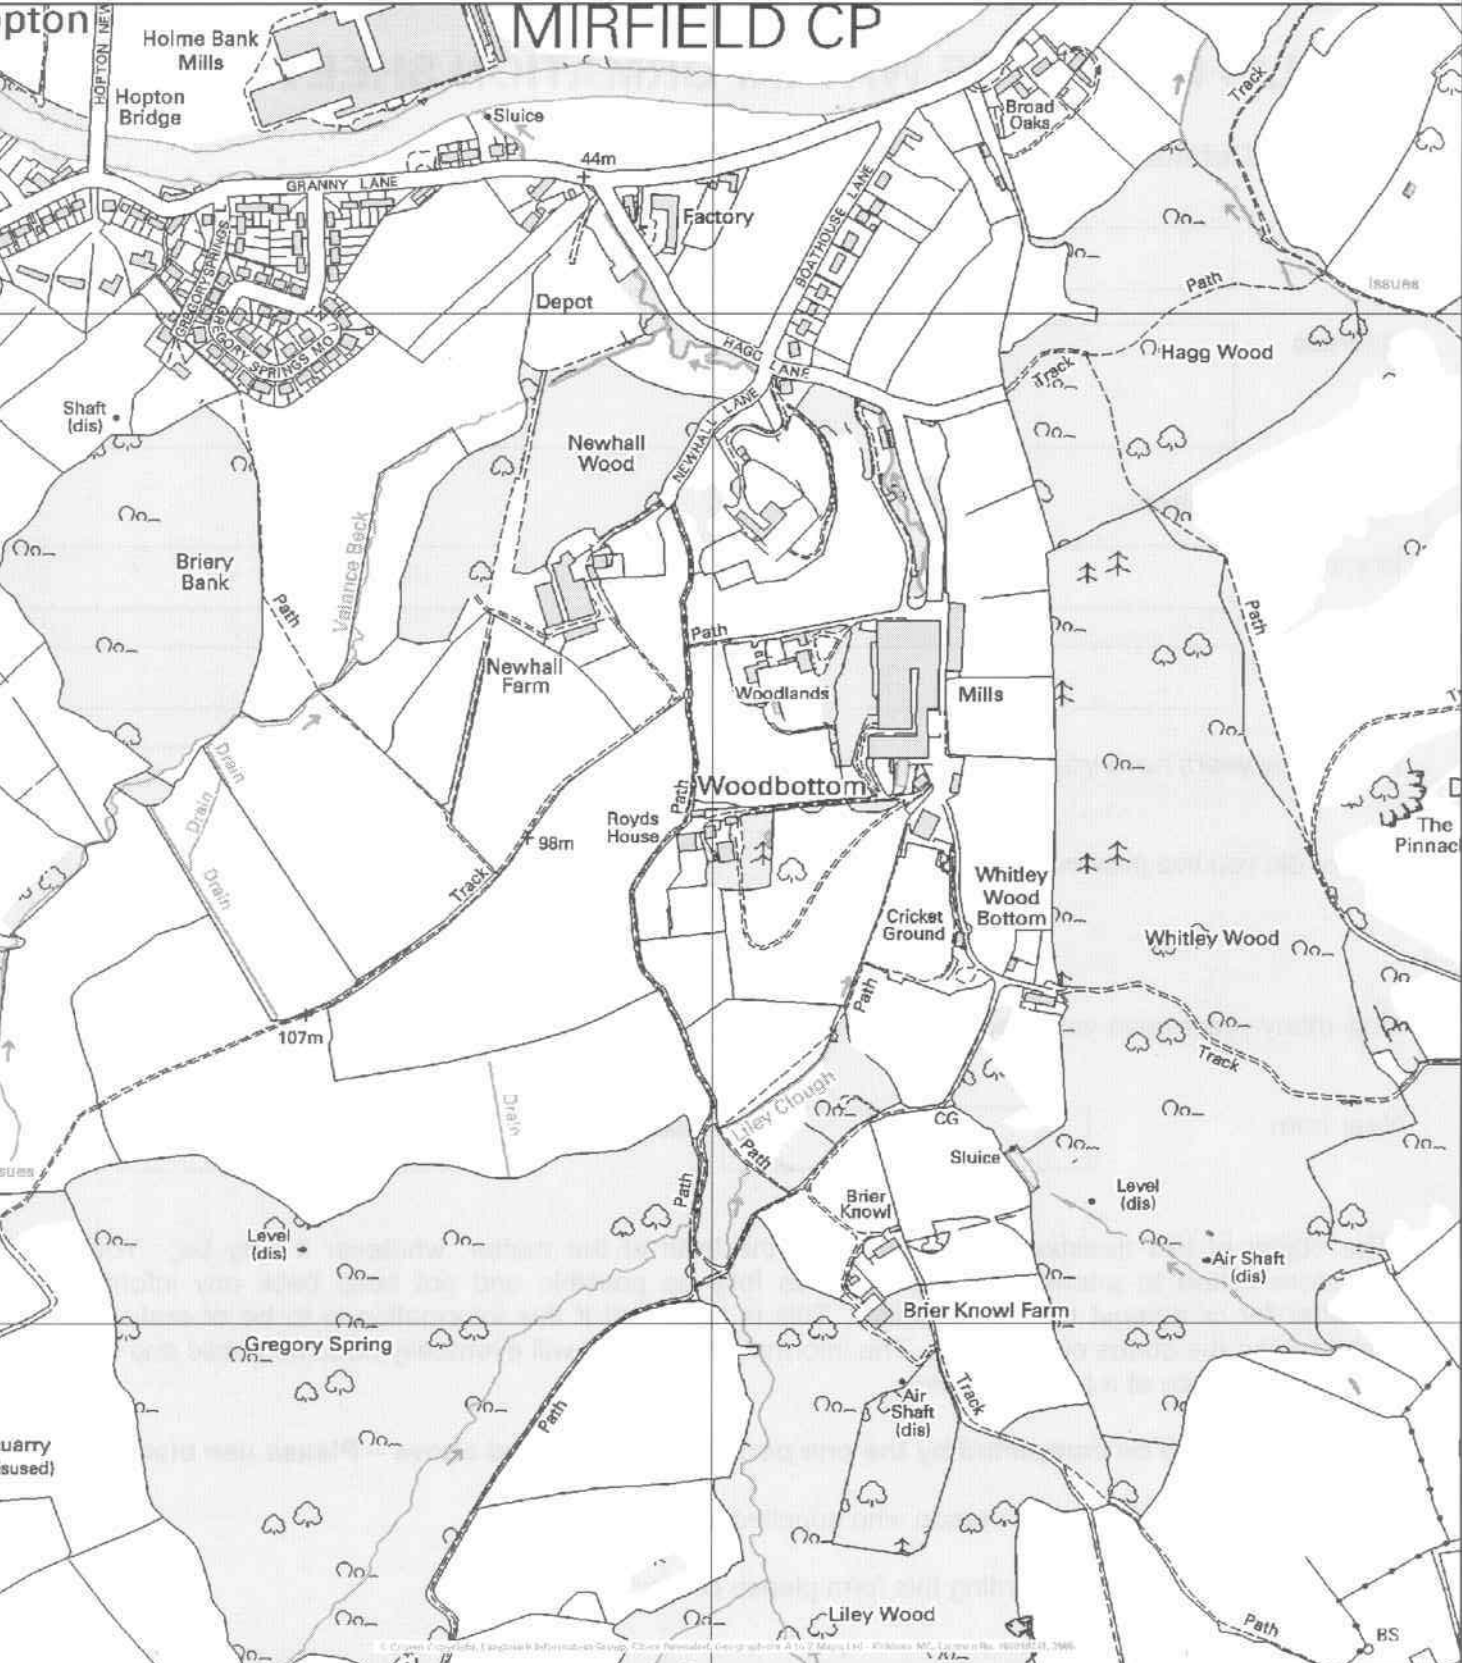 pton
HOPTON NEW
Holme Bank
Mills
MIRFIELD CP
Hopton
Bridge
Sluice
44m
GRANNY LANE
Factory
BOATHOUSE LANE
Broad
Oaks
Track
Path
Issues
GREGORY SPRINGS
GREGORY SPRINGS MOUNT
Depot
HAGG LANE
Hagg Wood
Track
Shaft
(dis)
Newhall
Wood
NEWHALL LANE
Briery
Bank
Path
Valance Beck
Path
Path
Newhall
Farm
Woodlands
Mills
Drain
Drain
Drain
Path
Woodbottom
Royds
House
98m
Track
The
Pinnac
Whitley
Wood
Bottom
Cricket
Ground
Whitley Wood
107m
Path
Track
Drain
Liley Clough
CG
Path
Sluice
sues
Path
Brier
Knowl
Level
(dis)
Level
(dis)
Air Shaft
(dis)
Brier Knowl Farm
Gregory Spring
Air
Shaft
(dis)
Track
Path
uarry
isused)
Liley Wood
Path
BS